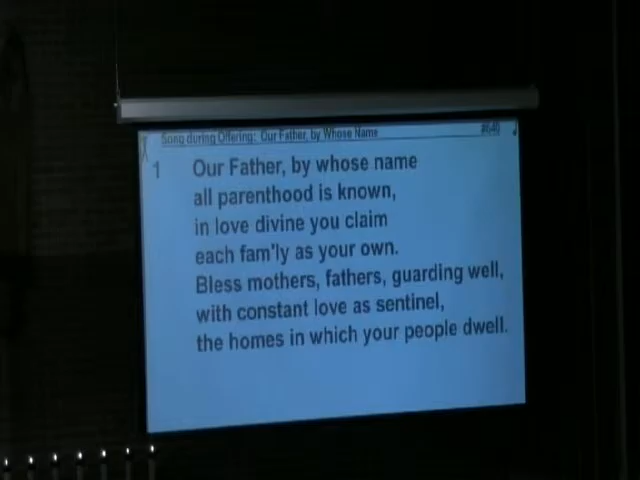 Song during Offering: Our Father, by Whose Name #640
1 Our Father, by whose name
all parenthood is known,
in love divine you claim
each fam'ly as your own.
Bless mothers, fathers, guarding well,
with constant love as sentinel,
the homes in which your people dwell.